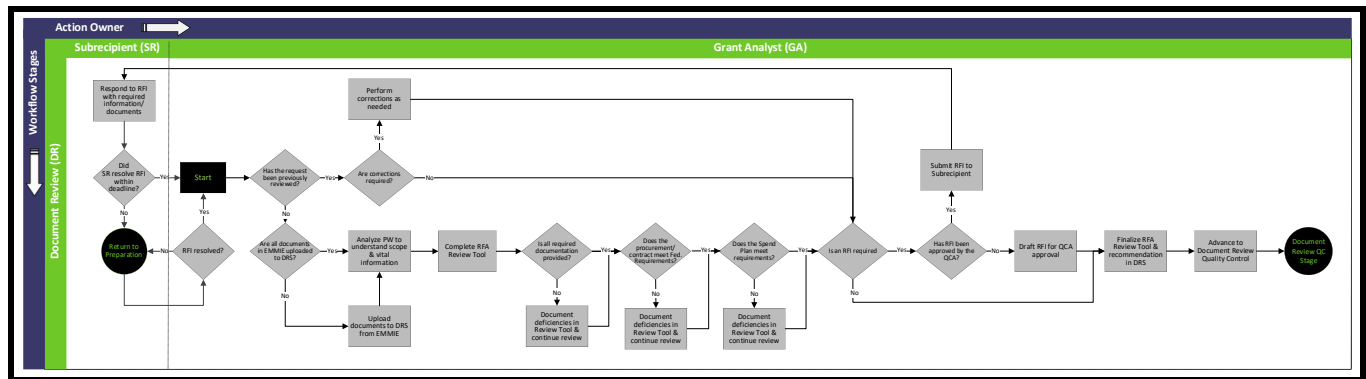 Action Owner
Workflow Stages
Subrecipient (SR)
Grant Analyst (GA)
Document Review (DR)
Respond to RFI
with required
information/
documents
Did
SR resolve RFI
within
deadline?
Yes
No
Return to
Preparation
Start
Yes
RFI resolved?
No
Has the request
been previously
reviewed?
Yes
No
Are corrections
required?
Yes
No
Perform
corrections as
needed
Are all documents
in EMMIE uploaded
to DRS?
Yes
No
Upload
documents to DRS
from EMMIE
Analyze PW to
understand scope
& vital
information
Complete RFA
Review Tool
Is all required
documentation
provided?
Yes
No
Document
deficiencies in
Review Tool &
continue review
Does the
procurement/
contract meet Fed.
Requirements?
Yes
No
Document
deficiencies in
Review Tool &
continue review
Does the Spend
Plan meet
requirements?
Yes
No
Document
deficiencies in
Review Tool &
continue review
Is an RFI required
Yes
No
Has RFI been
approved by the
QCA?
Yes
No
Submit RFI to
Subrecipient
Draft RFI for QCA
approval
Finalize RFA
Review Tool &
recommendation
in DRS
Advance to
Document Review
Quality Control
Document
Review QC
Stage